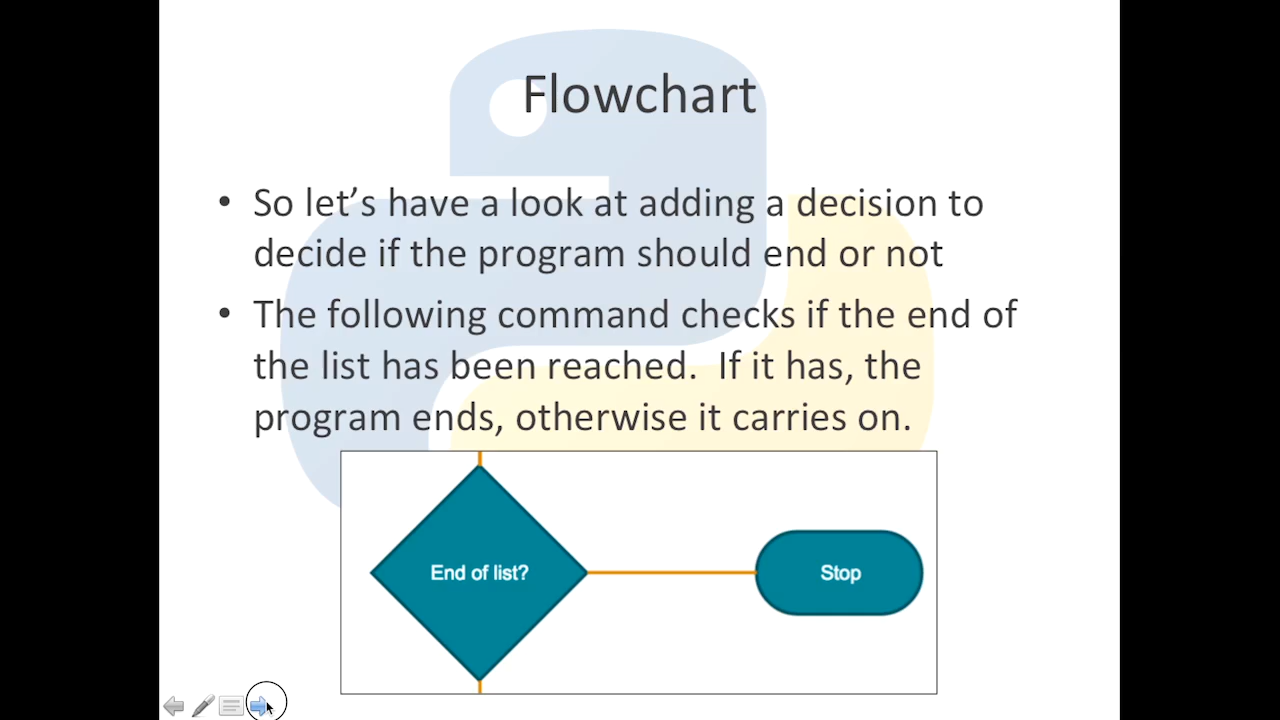 Flowchart
• So let’s have a look at adding a decision to
decide if the program should end or not
• The following command checks if the end of
the list has been reached.  If it has, the
program ends, otherwise it carries on.
End of list?
Stop